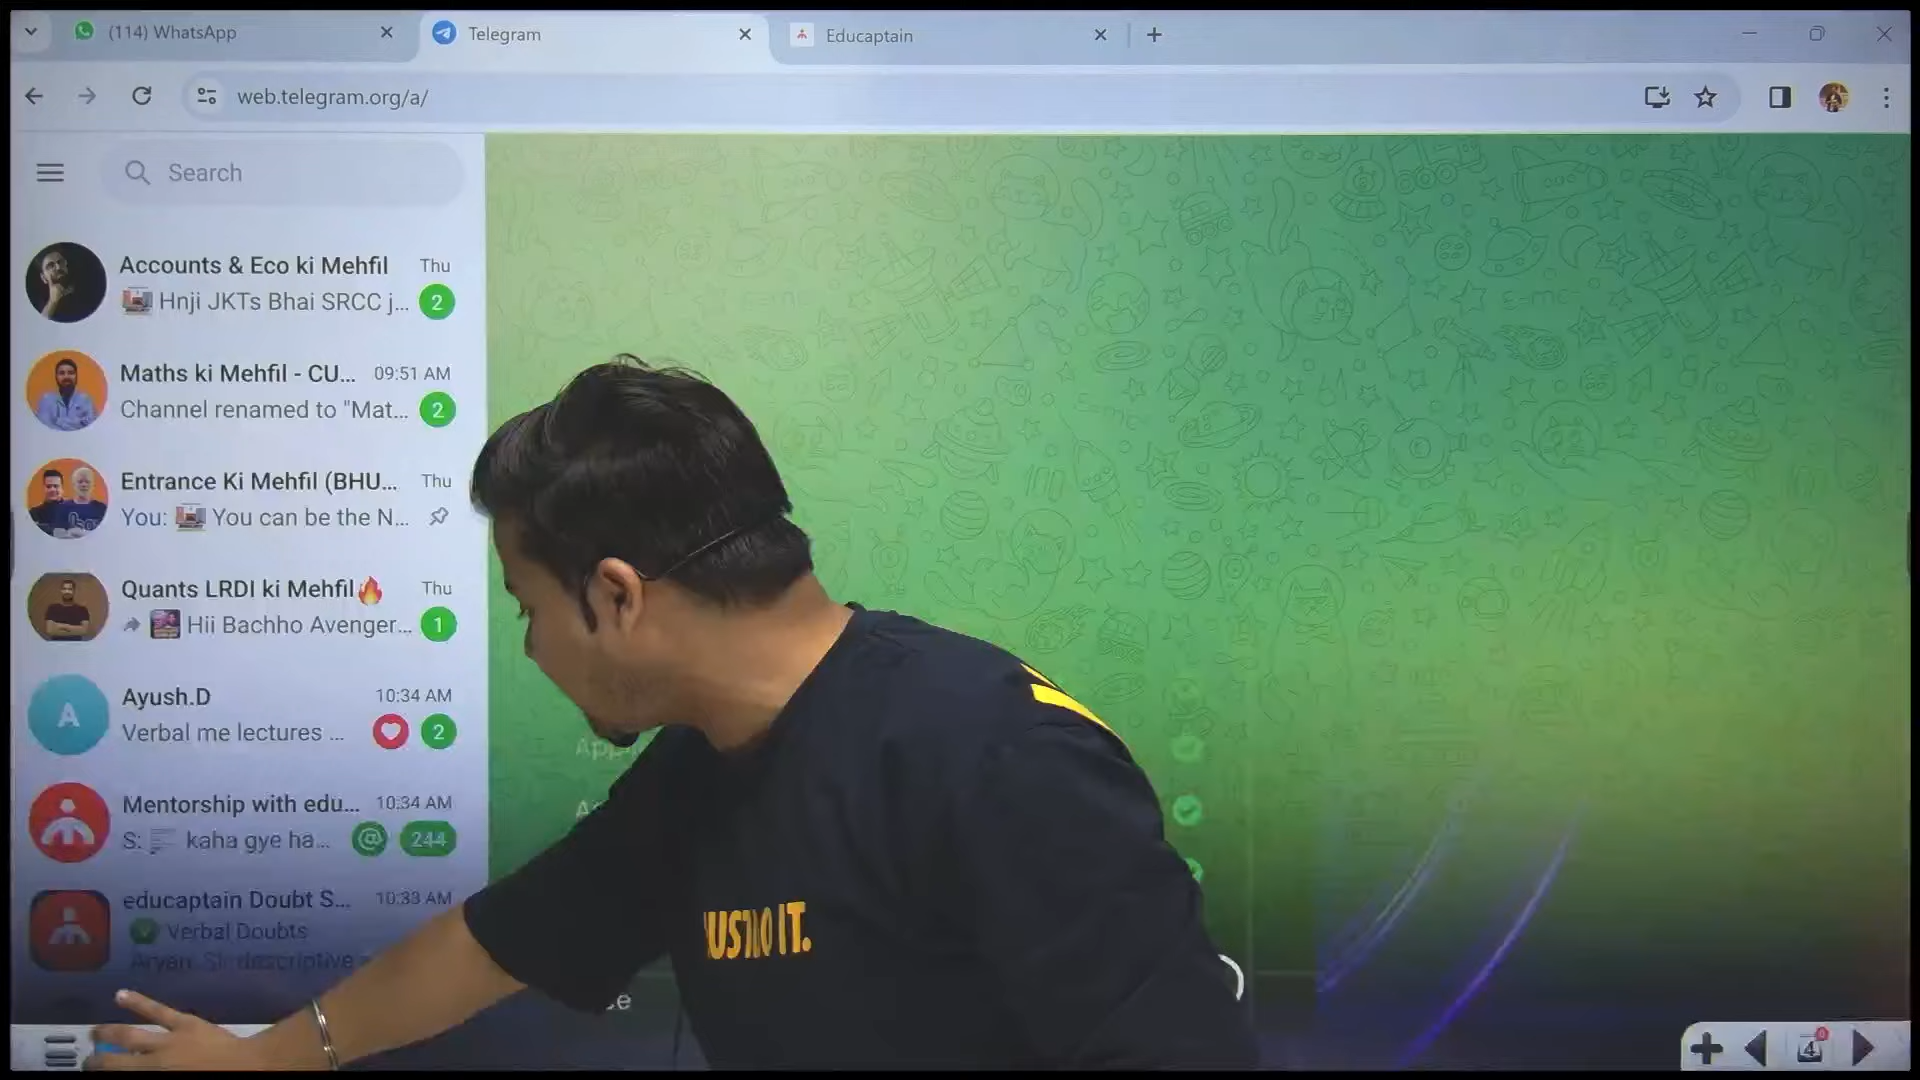 (114) WhatsApp
Telegram
Educaptain
web.telegram.org/a/
Search
Accounts & Eco ki Mehfil Thu
Hnji JKTs Bhai SRCC j... 2
Maths ki Mehfil - CU... 09:51 AM
Channel renamed to "Mat... 2
Entrance Ki Mehfil (BHU... Thu
You: You can be the N...
Quants LRDI ki Mehfil🔥 Thu
Hii Bachho Avenger... 1
A
Ayush.D 10:34 AM
Verbal me lectures ... 2
Mentorship with edu... 10:34 AM
S: kaha gye ha... @ 244
educaptain Doubt S... 10:33 AM
Verbal Doubts
DO IT.
4